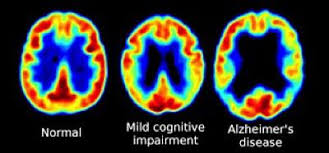 Normal
Mild cognitive
impairment
Alzheimer's
disease